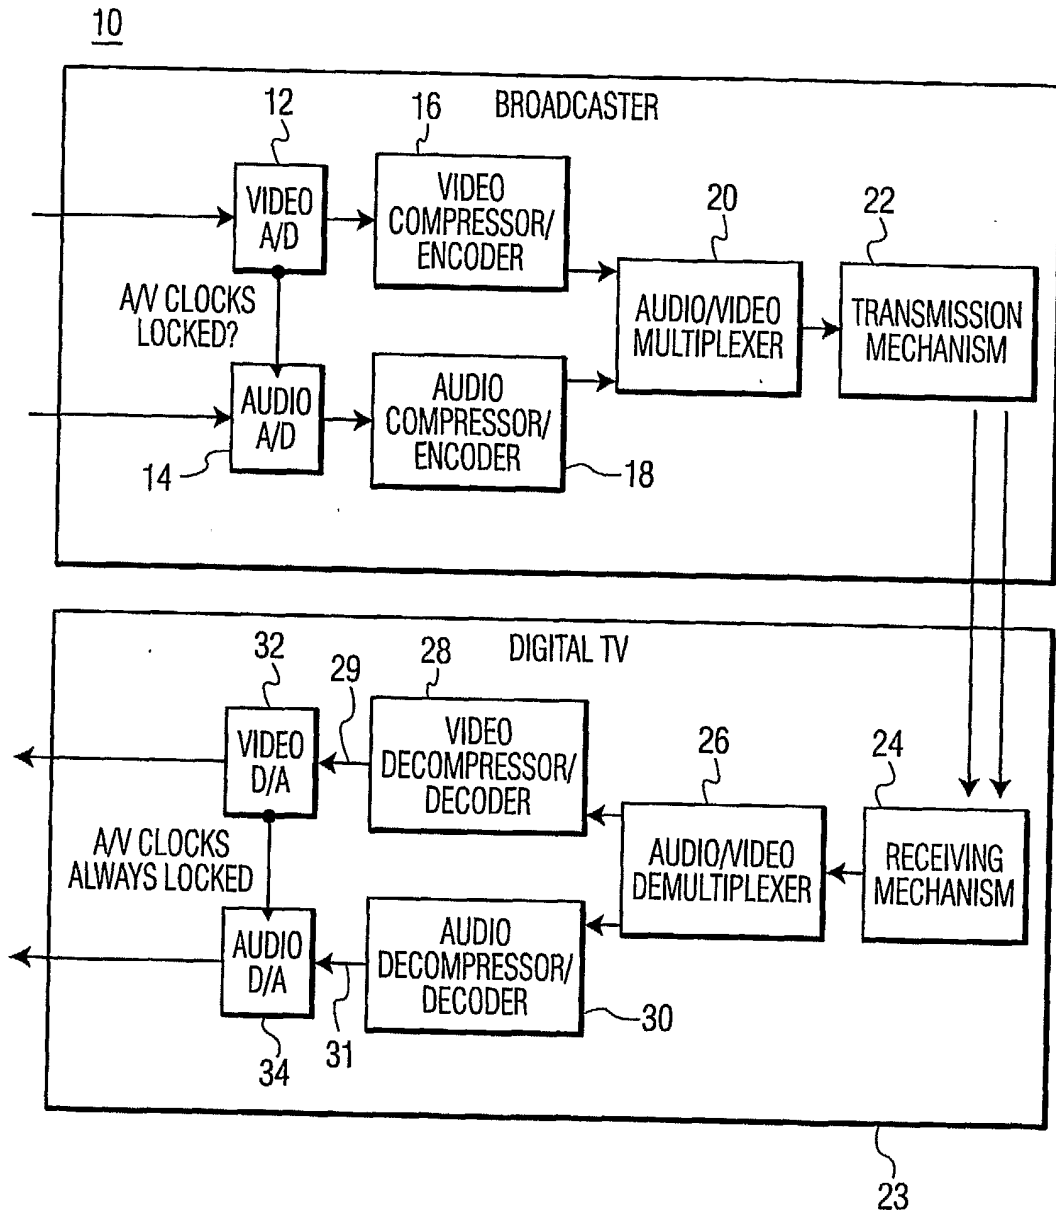 10
BROADCASTER
12
16
VIDEO
A/D
VIDEO
COMPRESSOR/
ENCODER
20
22
A/V CLOCKS
LOCKED?
AUDIO/VIDEO
MULTIPLEXER
TRANSMISSION
MECHANISM
AUDIO
A/D
AUDIO
COMPRESSOR/
ENCODER
14
18
DIGITAL TV
32
29
28
VIDEO
D/A
VIDEO
DECOMPRESSOR/
DECODER
26
24
A/V CLOCKS
ALWAYS LOCKED
AUDIO/VIDEO
DEMULTIPLEXER
RECEIVING
MECHANISM
AUDIO
D/A
AUDIO
DECOMPRESSOR/
DECODER
34
31
30
23